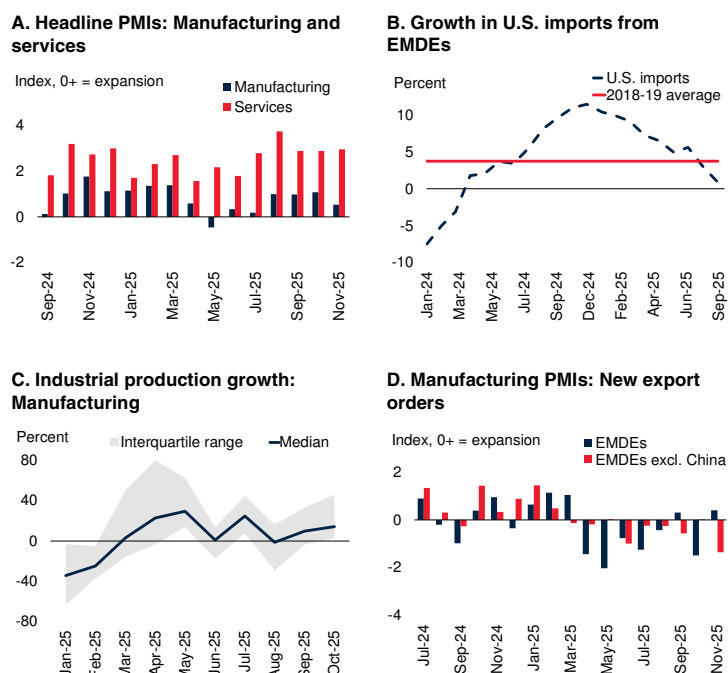 A. Headline PMIs: Manufacturing and
services
Index, 0+ = expansion
Manufacturing
Services
4
2
0
-2
Sep-24
Nov-24
Jan-25
Mar-25
May-25
Jul-25
Sep-25
Nov-25
B. Growth in U.S. imports from
EMDEs
Percent
U.S. imports
2018-19 average
10
5
0
-5
-10
Jan-24
Mar-24
May-24
Jul-24
Sep-24
Dec-24
Feb-25
Apr-25
Jun-25
Sep-25
C. Industrial production growth:
Manufacturing
Percent
Interquartile range
Median
80
40
0
-40
-80
Jan-25
Feb-25
Mar-25
Apr-25
May-25
Jun-25
Jul-25
Aug-25
Sep-25
Oct-25
D. Manufacturing PMIs: New export
orders
Index, 0+ = expansion
EMDEs
EMDEs excl. China
2
0
-2
-4
Jul-24
Sep-24
Nov-24
Jan-25
Mar-25
May-25
Jul-25
Sep-25
Nov-25